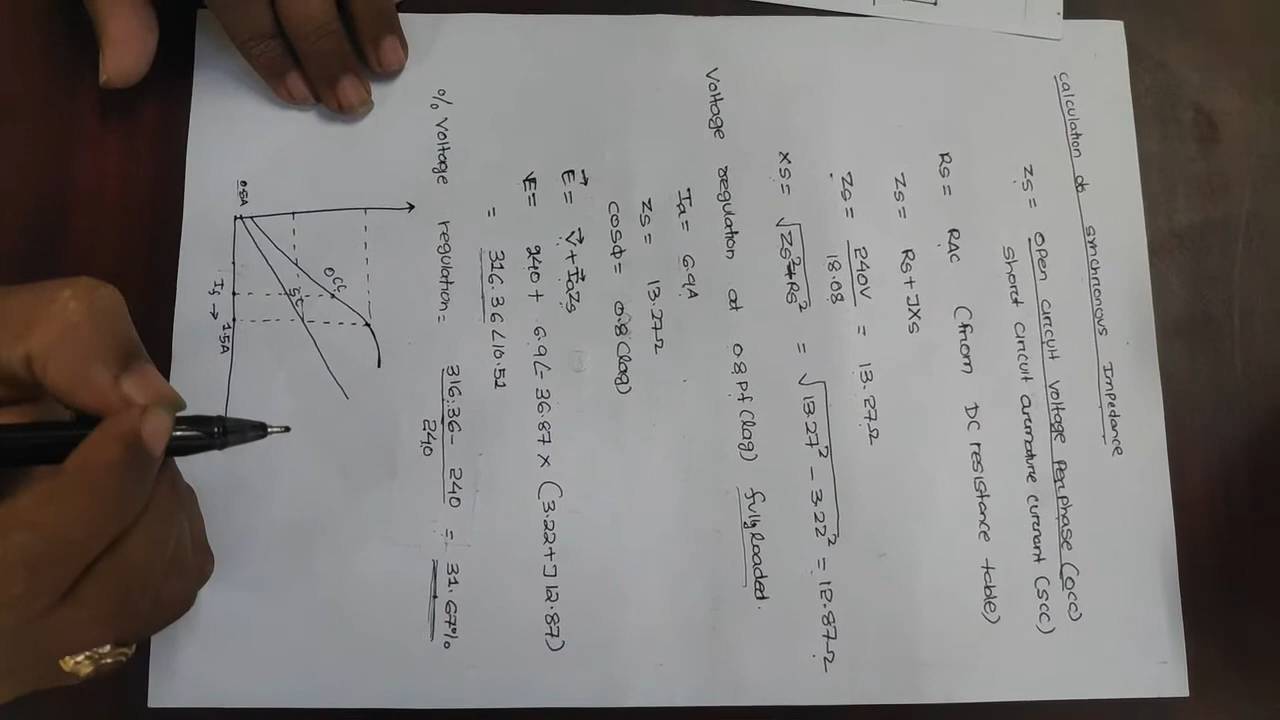 calculation of synchronous Impedance
Zs = open circuit voltage per phase (occ)
short circuit armature current (scc)
Zs = Rs + JXs
Rs = RAC (from DC resistance table)
Zs = 240V = 13.27Ω
18.08
Xs = √Zs²-Rs² = √13.27² - 3.22² = 12.87Ω
Voltage regulation at 0.8 Pf (lag) fully loaded.
Ia = 6.9A
Zs = 13.27Ω
cosϕ = 0.8 (lag)
E = V + IaZs
E = 240 + 6.9∠-36.87 × (3.22 + J 12.87)
= 316.36∠10.51
% Voltage regulation = 316.36 - 240 = 31.67%
240
occ
scc
0.5A
If →
1.5A